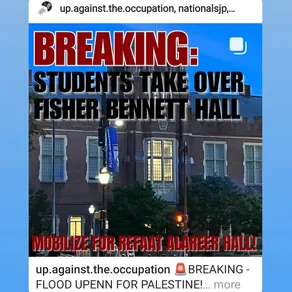 up.against.the.occupation, nationalsjp,...
BREAKING:
STUDENTS TAKE OVER
FISHER BENNETT HALL
MOBILIZE FOR REFAAT ALAREER HALL!
up.against.the.occupation 🚨BREAKING -
FLOOD UPENN FOR PALESTINE!... more